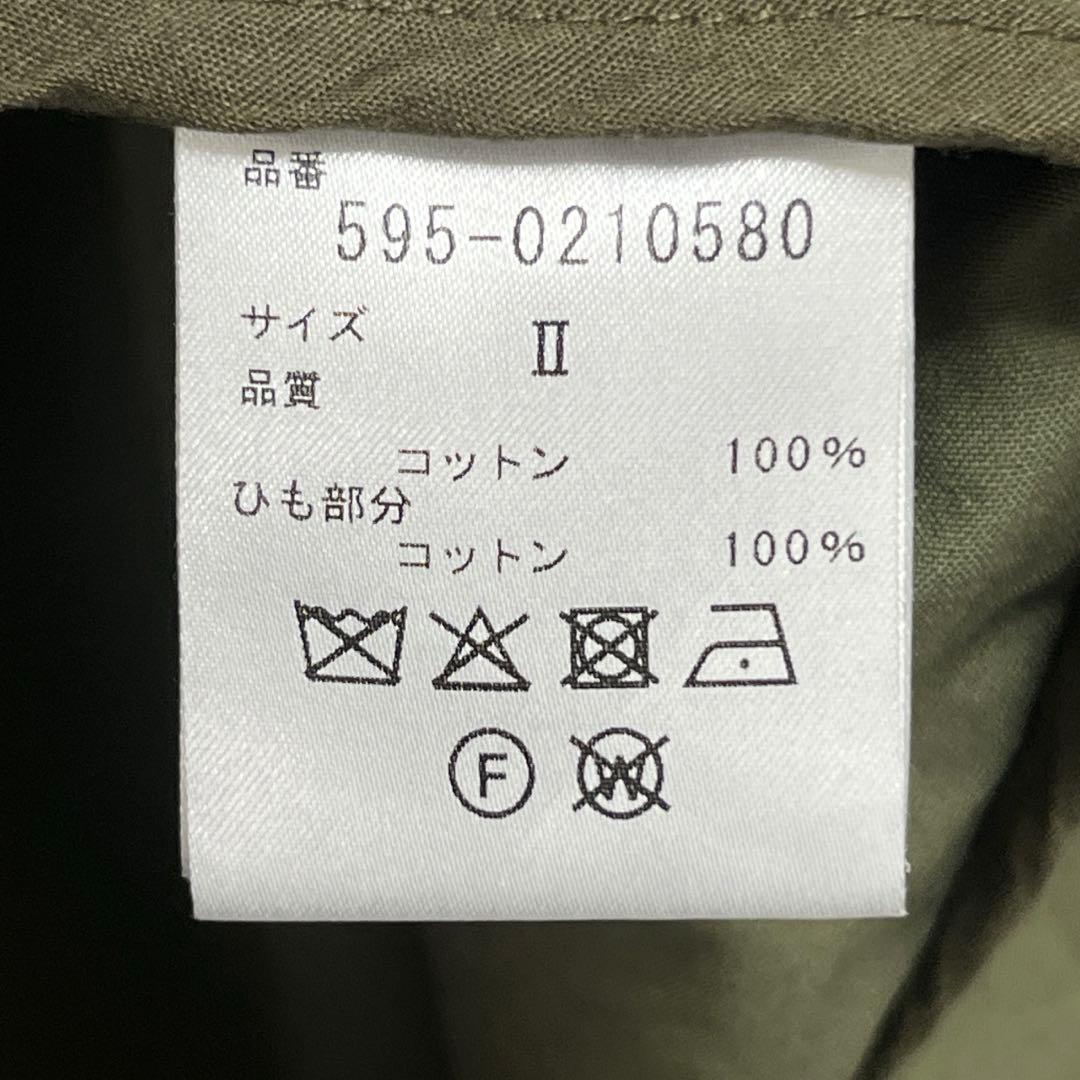 品番
595-0210580
サイズ II
品質
コットン 100%
ひも部分
コットン 100%
F W